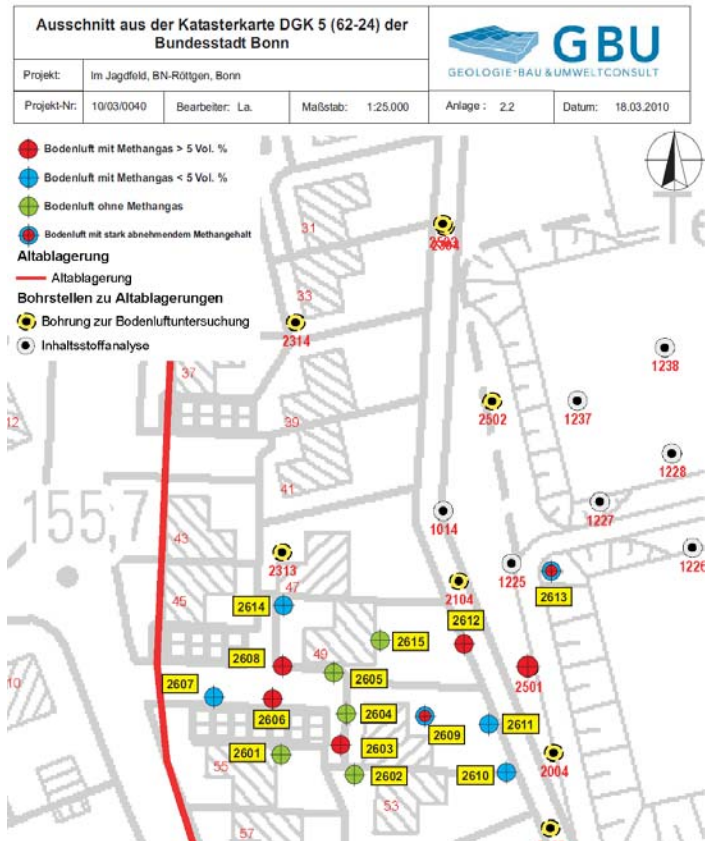 Ausschnitt aus der Katasterkarte DGK 5 (62-24) der
Bundesstadt Bonn
GBU
GEOLOGIE·BAU & UMWELTCONSULT
Projekt: Im Jagdfeld, BN-Röttgen, Bonn
Projekt-Nr: 10/03/0040 Bearbeiter: La. Maßstab: 1:25.000 Anlage : 2.2 Datum: 18.03.2010
Bodenluft mit Methangas > 5 Vol. %
Bodenluft mit Methangas < 5 Vol. %
Bodenluft ohne Methangas
Bodenluft mit stark abnehmendem Methangehalt
Altablagerung
Altablagerung
Bohrstellen zu Altablagerungen
Bohrung zur Bodenluftuntersuchung
Inhaltsstoffanalyse
31
Te
33
2314
1238
37
2502
1237
39
12
1228
41
1227
155,7
1014
43
1226
2313
1225
47
2104
2613
45
2614
2612
2615
2608
49
2605
2501
10
2607
2606
2604
2609
2611
2603
2601
2004
55
2602
2610
53
57